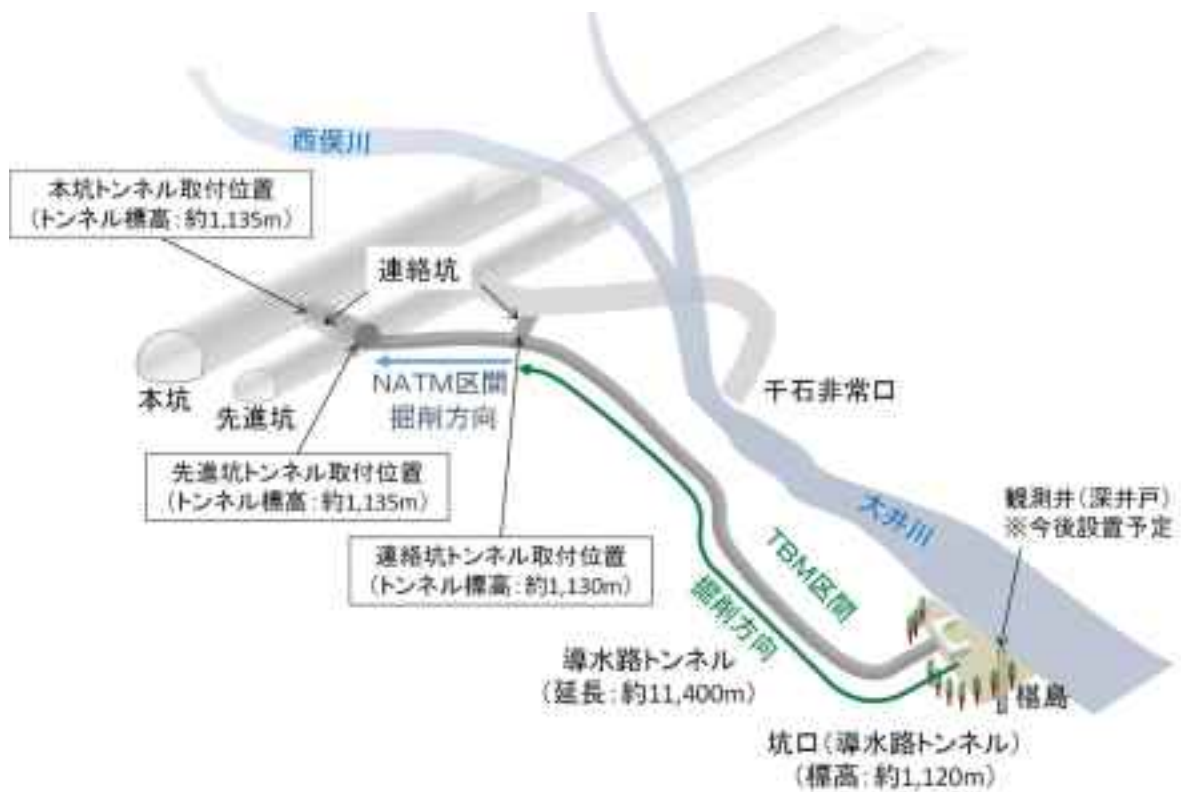 西俣川
本坑トンネル取付位置
（トンネル標高：約1,135m）
連絡坑
本坑
先進坑
NATM区間
掘削方向
千石非常口
先進坑トンネル取付位置
（トンネル標高：約1,135m）
観測井（深井戸）
※今後設置予定
大井川
連絡坑トンネル取付位置
（トンネル標高：約1,130m）
TBM区間
掘削方向
導水路トンネル
（延長：約11,400m）
椹島
坑口（導水路トンネル）
（標高：約1,120m）